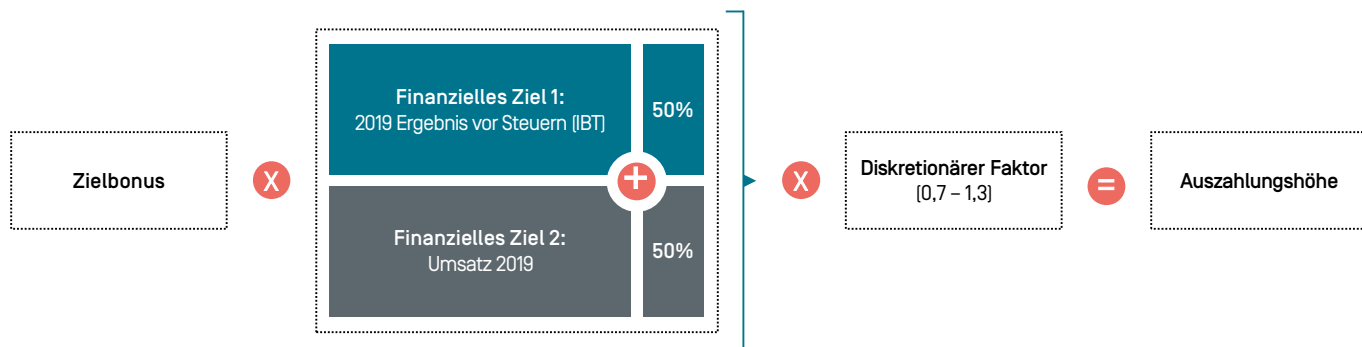 Zielbonus
X
Finanzielles Ziel 1:
2019 Ergebnis vor Steuern (IBT)
50%
+
Finanzielles Ziel 2:
Umsatz 2019
50%
X
Diskretionärer Faktor
(0,7 – 1,3)
=
Auszahlungshöhe